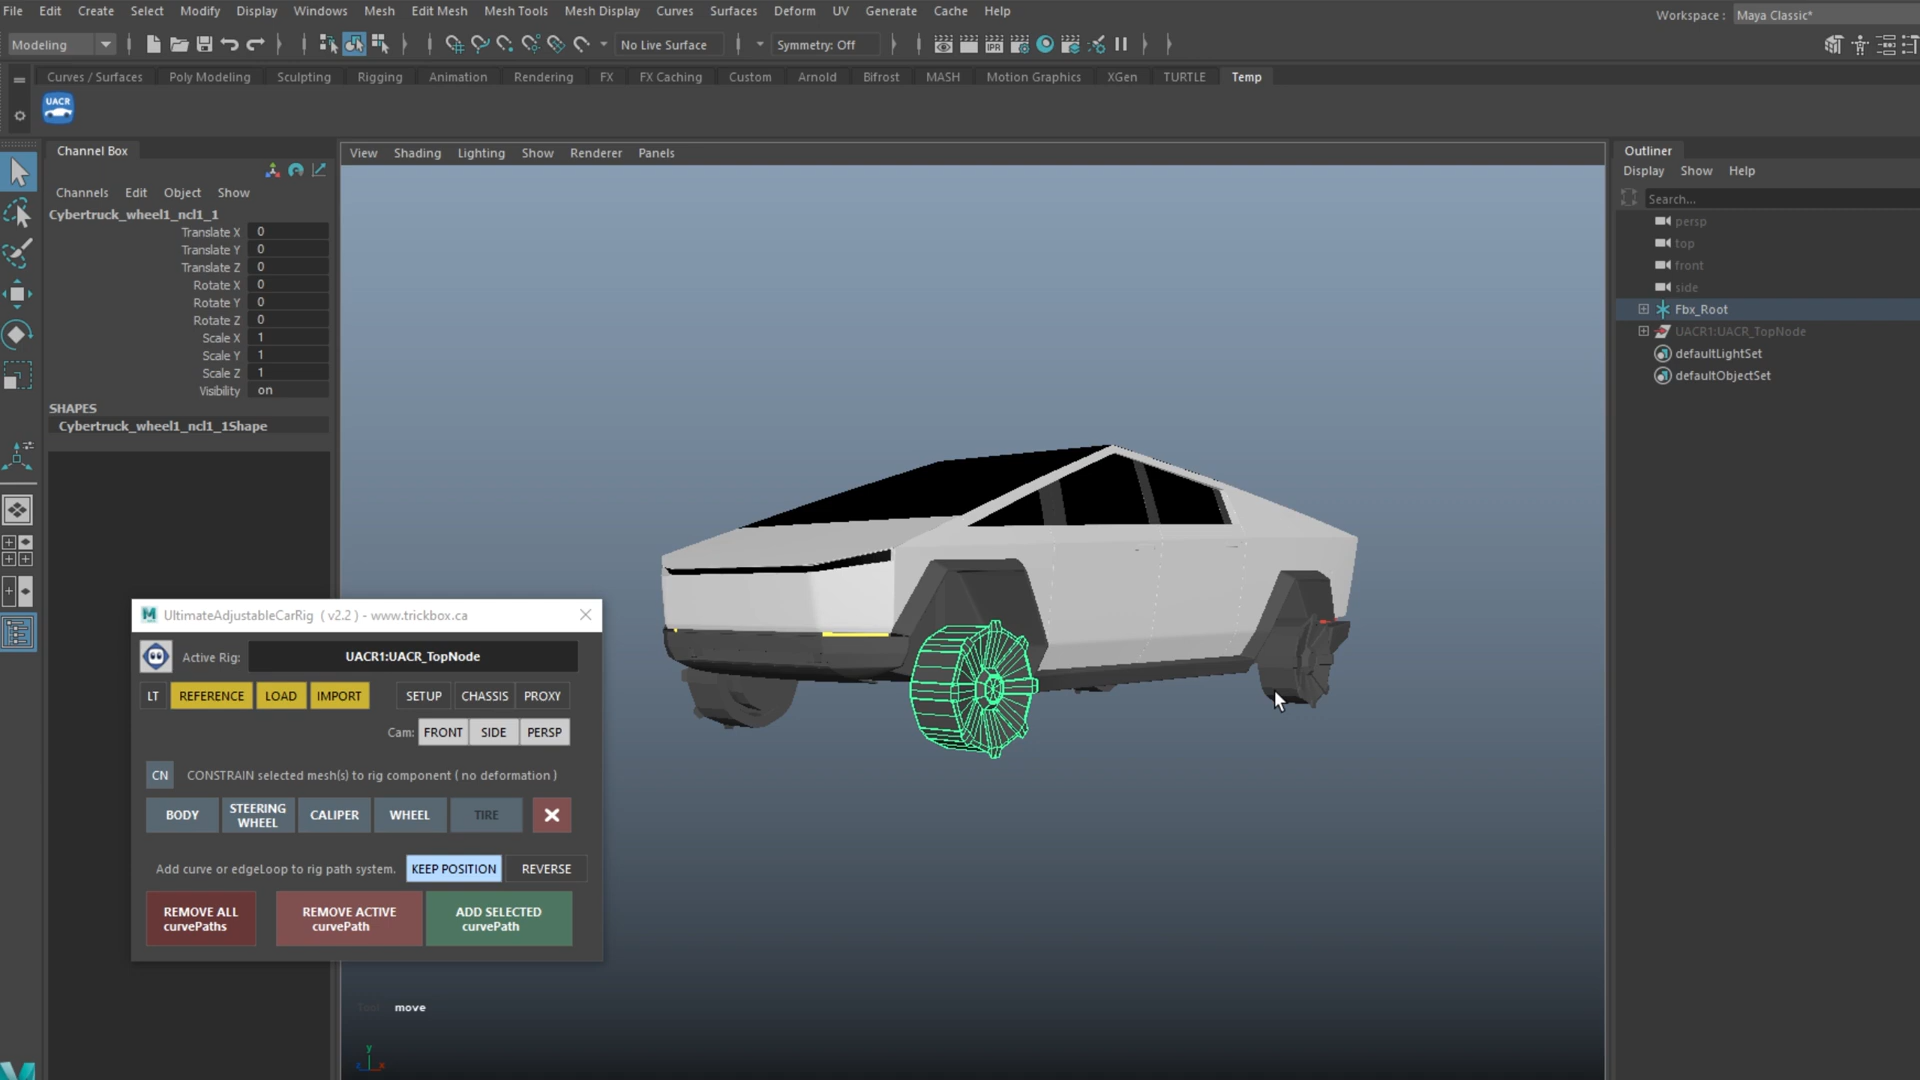 File Edit Create Select Modify Display Windows Mesh Edit Mesh Mesh Tools Mesh Display Curves Surfaces Deform UV Generate Cache Help
Workspace : Maya Classic*
Modeling No Live Surface Symmetry: Off
IPR
Curves / Surfaces Poly Modeling Sculpting Rigging Animation Rendering FX FX Caching Custom Arnold Bifrost MASH Motion Graphics XGen TURTLE Temp
UACR
Channel Box
Channels Edit Object Show
Cybertruck_wheel1_ncl1_1
Translate X 0
Translate Y 0
Translate Z 0
Rotate X 0
Rotate Y 0
Rotate Z 0
Scale X 1
Scale Y 1
Scale Z 1
Visibility on
SHAPES
Cybertruck_wheel1_ncl1_1Shape
View Shading Lighting Show Renderer Panels
Outliner
Display Show Help
Search...
persp
top
front
side
Fbx_Root
UACR1:UACR_TopNode
defaultLightSet
defaultObjectSet
UltimateAdjustableCarRig ( v2.2 ) - www.trickbox.ca
Active Rig: UACR1:UACR_TopNode
LT REFERENCE LOAD IMPORT SETUP CHASSIS PROXY
Cam: FRONT SIDE PERSP
CN CONSTRAIN selected mesh(s) to rig component ( no deformation )
BODY STEERING WHEEL CALIPER WHEEL TIRE
Add curve or edgeLoop to rig path system. KEEP POSITION REVERSE
REMOVE ALL curvePaths REMOVE ACTIVE curvePath ADD SELECTED curvePath
move
y
z x